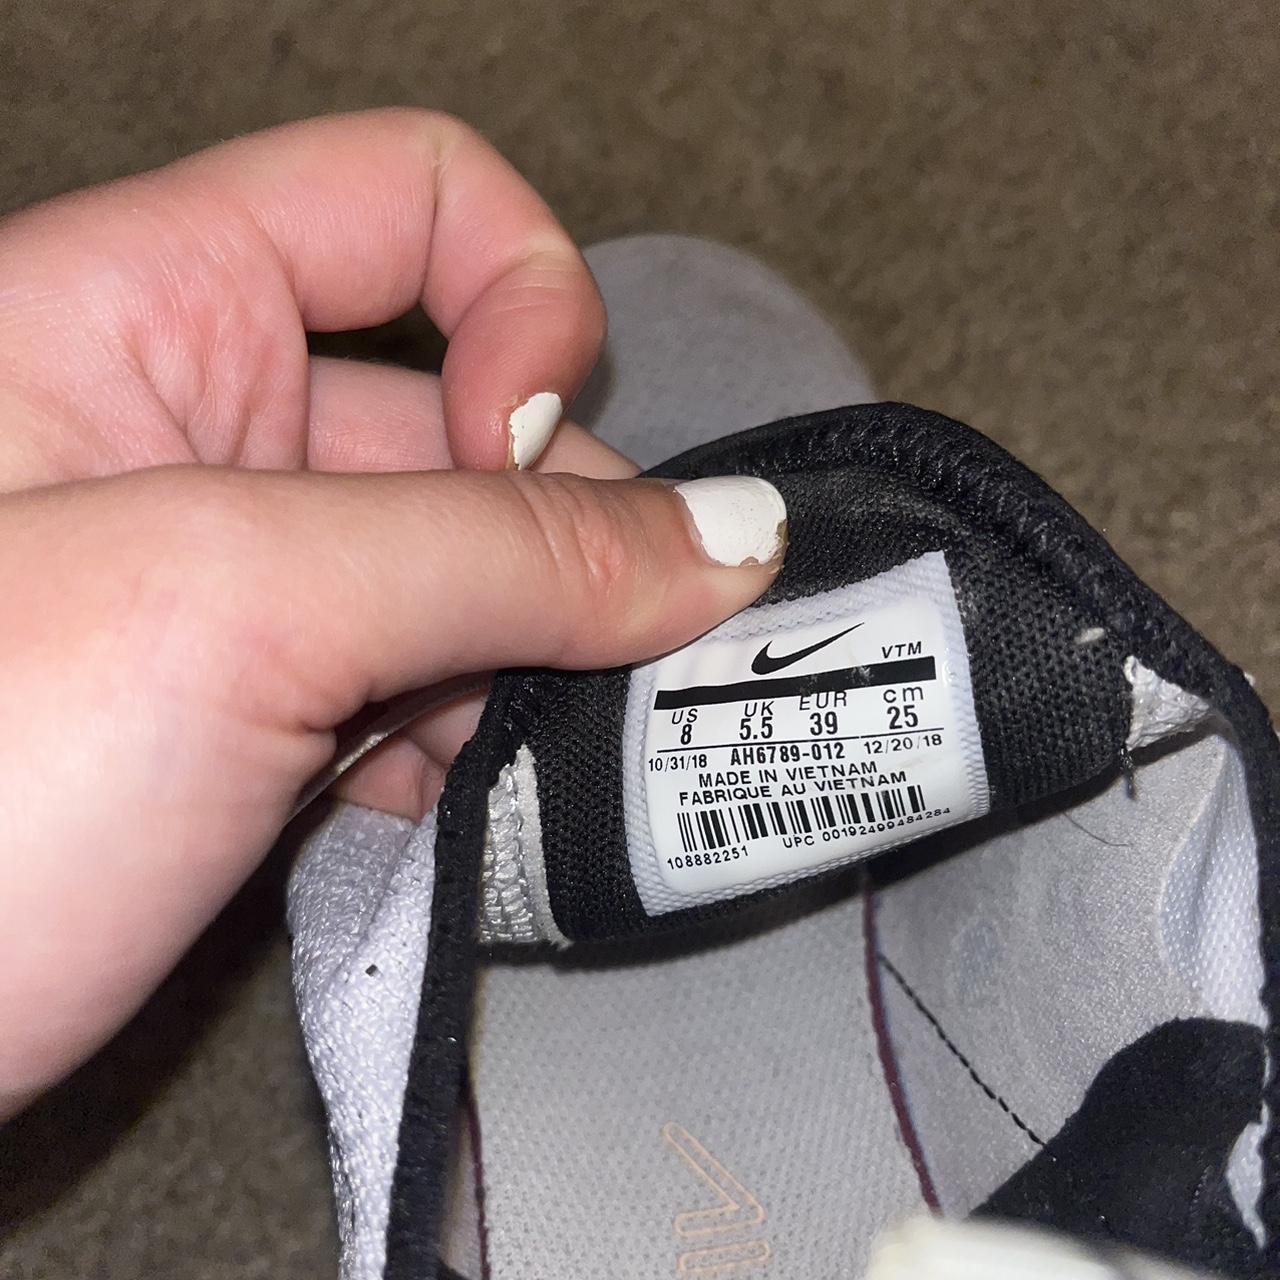 VTM
US UK EUR cm
8 5.5 39 25
10/31/18 AH6789-012 12/20/18
MADE IN VIETNAM
FABRIQUE AU VIETNAM
108882251 UPC 00192499484284